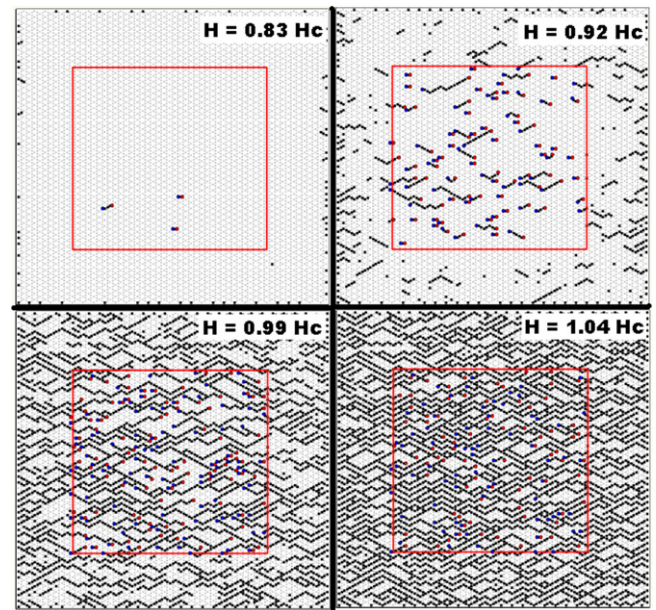 H = 0.83 Hc
H = 0.92 Hc
H = 0.99 Hc
H = 1.04 Hc